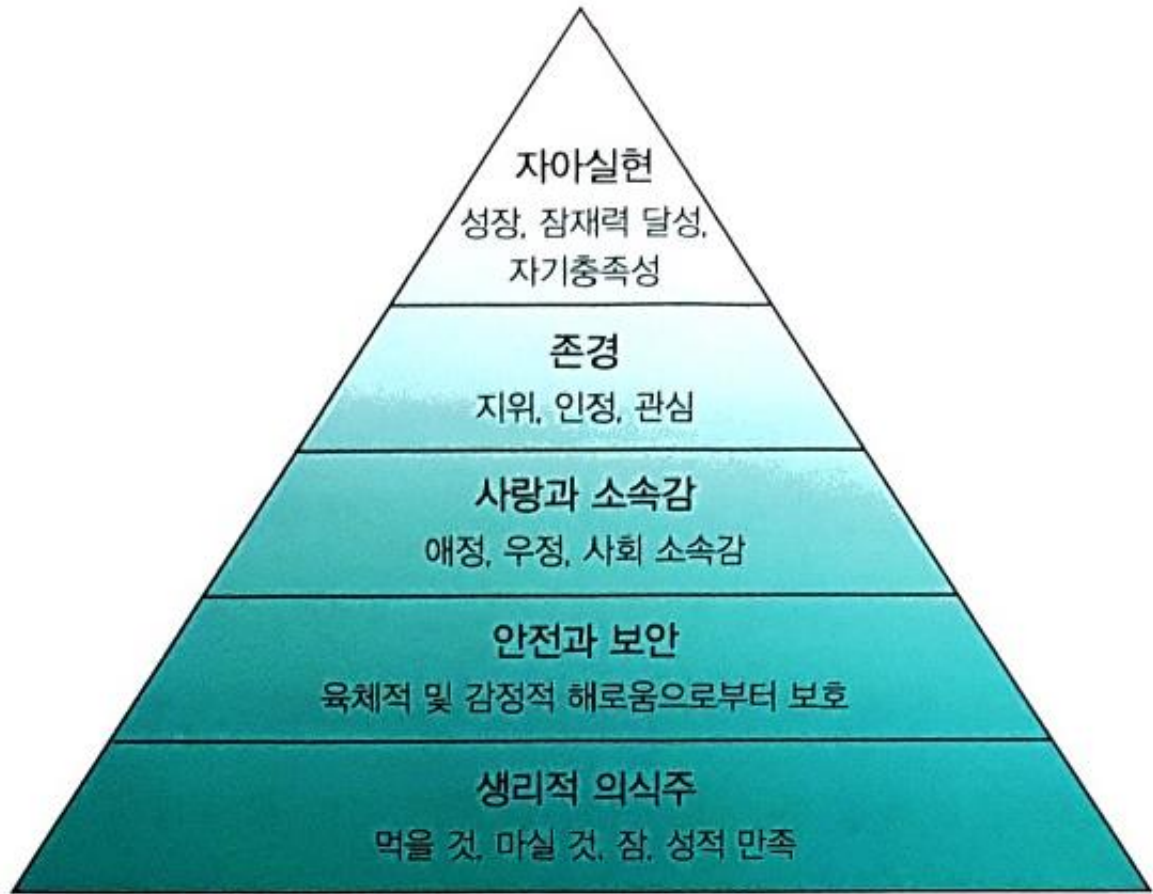 자아실현
성장, 잠재력 달성,
자기충족성
존경
지위, 인정, 관심
사랑과 소속감
애정, 우정, 사회 소속감
안전과 보안
육체적 및 감정적 해로움으로부터 보호
생리적 의식주
먹을 것, 마실 것, 잠, 성적 만족